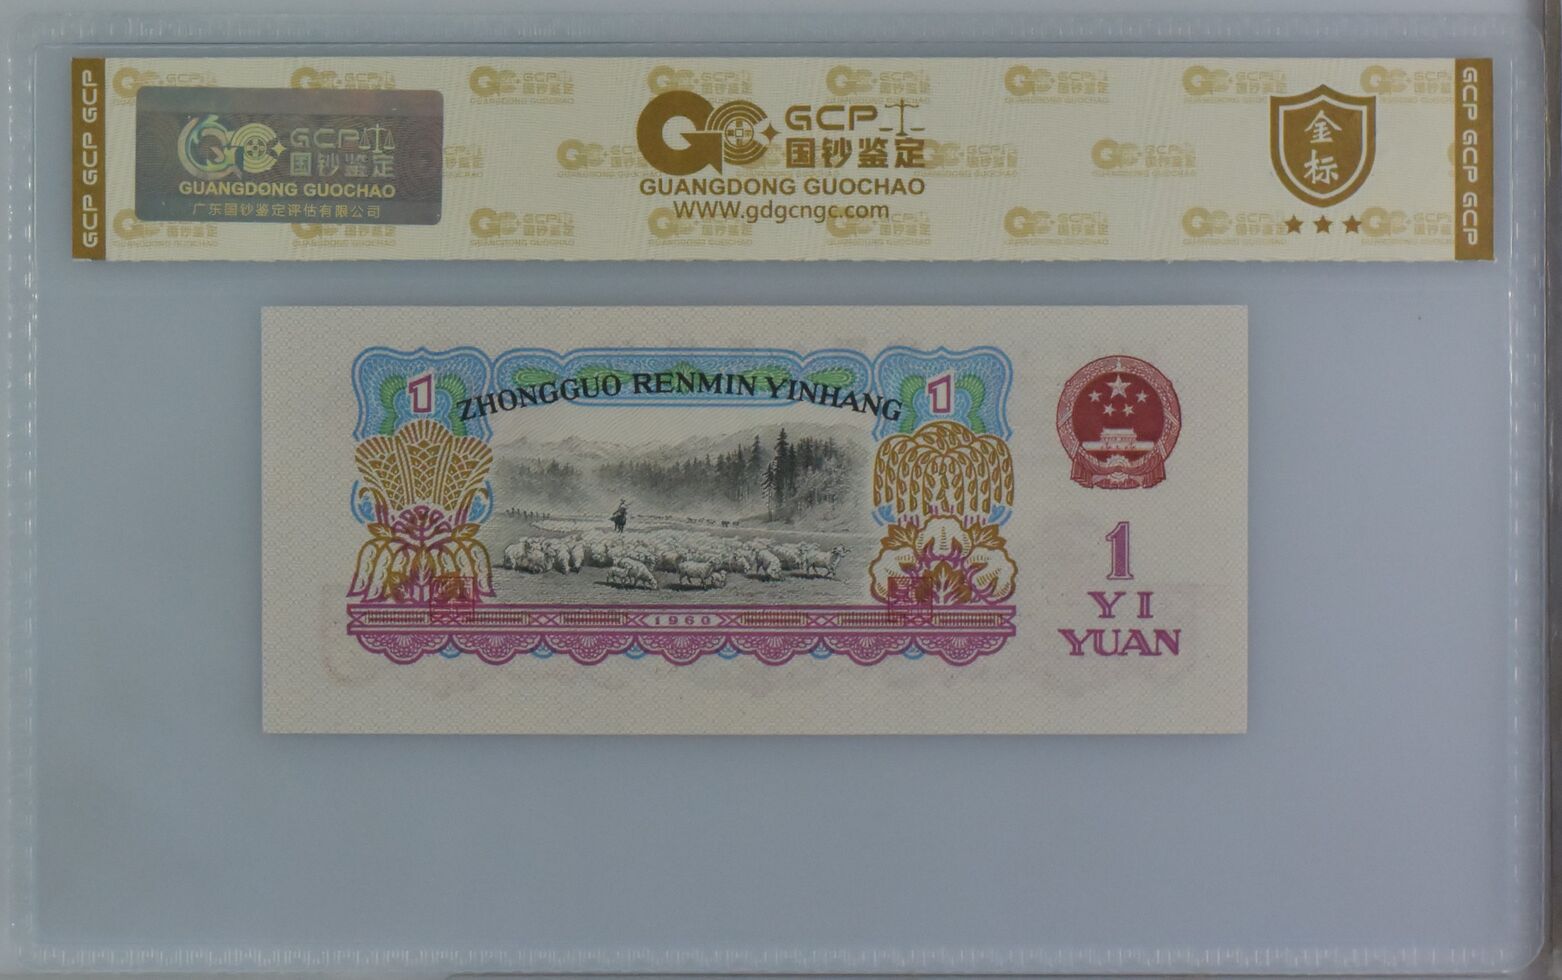 GCP GCP GCP
GCP
国钞鉴定
GUANGDONG GUOCHAO
广东国钞鉴定评估有限公司
GCP
国钞鉴定
GUANGDONG GUOCHAO
WWW.gdgcngc.com
金标
GCP GCP GCP
1
ZHONGGUO RENMIN YINHANG
1
1960
1
YI
YUAN